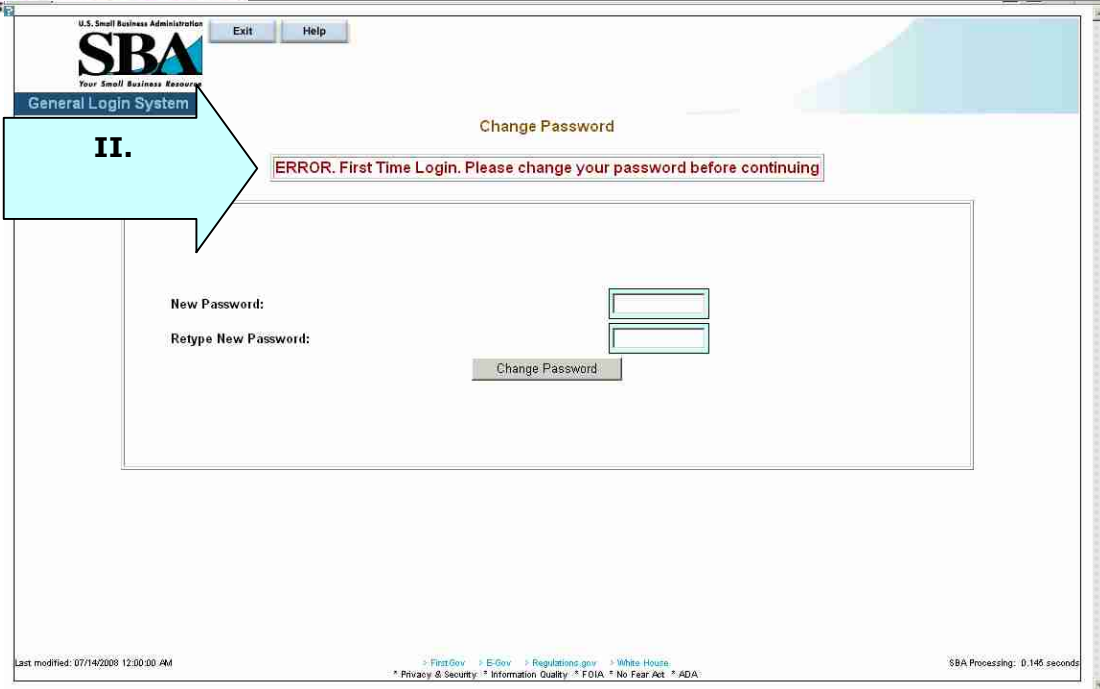 U.S. Small Business Administration
SBA
Your Small Business Resource
Exit Help
General Login System
Change Password
II.
ERROR. First Time Login. Please change your password before continuing
New Password:
Retype New Password:
Change Password
Last modified: 07/14/2008 12:00:00 AM
> FirstGov > E-Gov > Regulations.gov > White House
* Privacy & Security * Information Quality * FOIA * No Fear Act * ADA
SBA Processing: 0.146 seconds